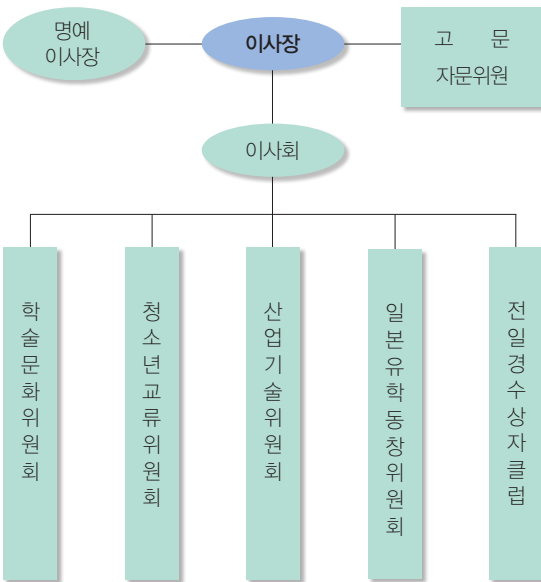 명예
이사장
이사장
고 문
자문위원
이사회
학술문화위원회
청소년교류위원회
산업기술위원회
일본유학동창위원회
전일경수상자클럽